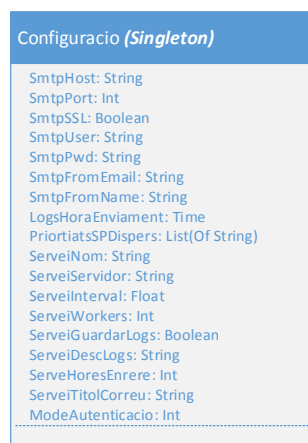 Configuracio (Singleton)
SmtpHost: String
SmtpPort: Int
SmtpSSL: Boolean
SmtpUser: String
SmtpPwd: String
SmtpFromEmail: String
SmtpFromName: String
LogsHoraEnviament: Time
PriortiatsSPDispers: List(Of String)
ServeiNom: String
ServeiServidor: String
ServeiInterval: Float
ServeiWorkers: Int
ServeiGuardarLogs: Boolean
ServeiDescLogs: String
ServeHoresEnrere: Int
ServeiTitolCorreu: String
ModeAutenticacio: Int